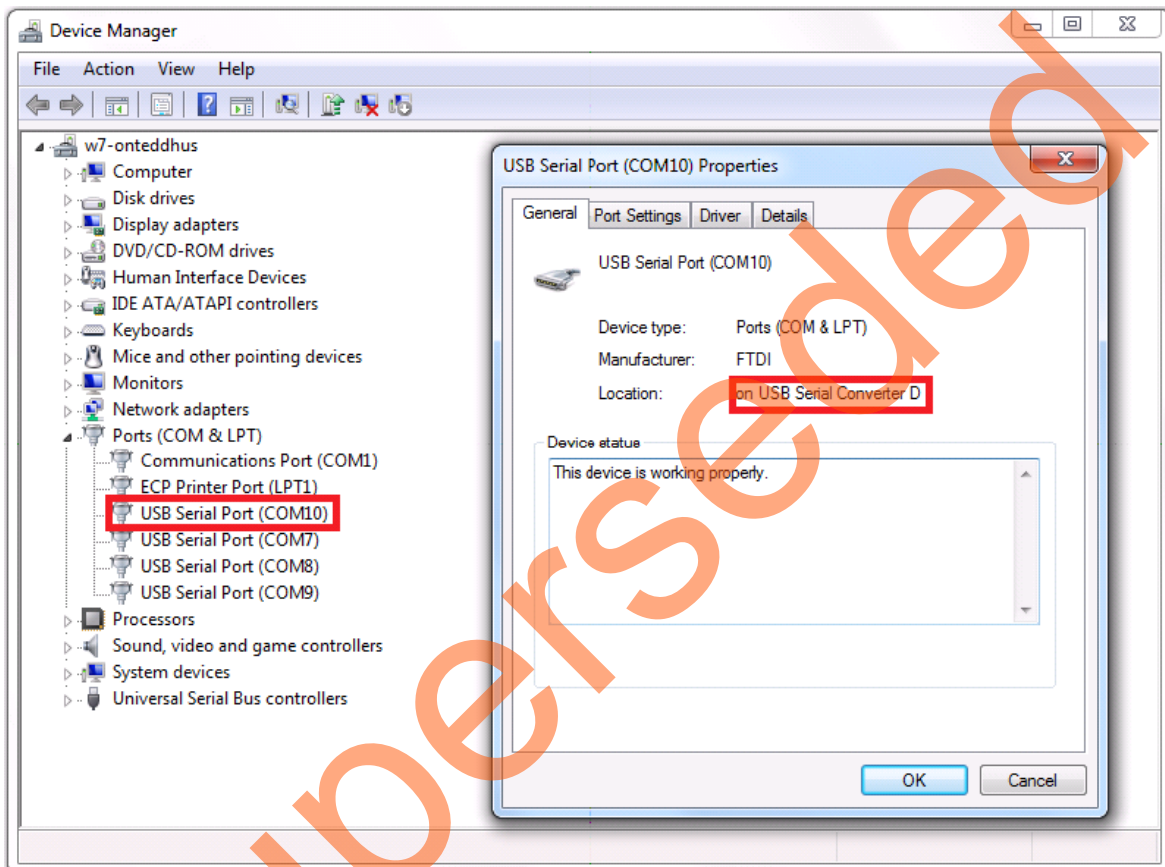 Device Manager
File Action View Help
w7-onteddhus
Computer
Disk drives
Display adapters
DVD/CD-ROM drives
Human Interface Devices
IDE ATA/ATAPI controllers
Keyboards
Mice and other pointing devices
Monitors
Network adapters
Ports (COM & LPT)
Communications Port (COM1)
ECP Printer Port (LPT1)
USB Serial Port (COM10)
USB Serial Port (COM7)
USB Serial Port (COM8)
USB Serial Port (COM9)
Processors
Sound, video and game controllers
System devices
Universal Serial Bus controllers
USB Serial Port (COM10) Properties
General Port Settings Driver Details
USB Serial Port (COM10)
Device type: Ports (COM & LPT)
Manufacturer: FTDI
Location: on USB Serial Converter D
Device status
This device is working properly.
OK Cancel
perseded